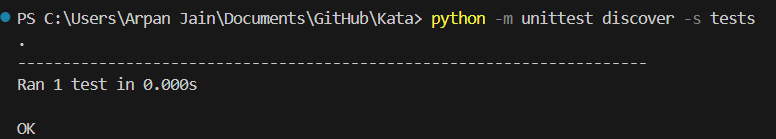 PS C:\Users\Arpan Jain\Documents\GitHub\Kata> python -m unittest discover -s tests
.
----------------------------------------------------------------------
Ran 1 test in 0.000s
OK